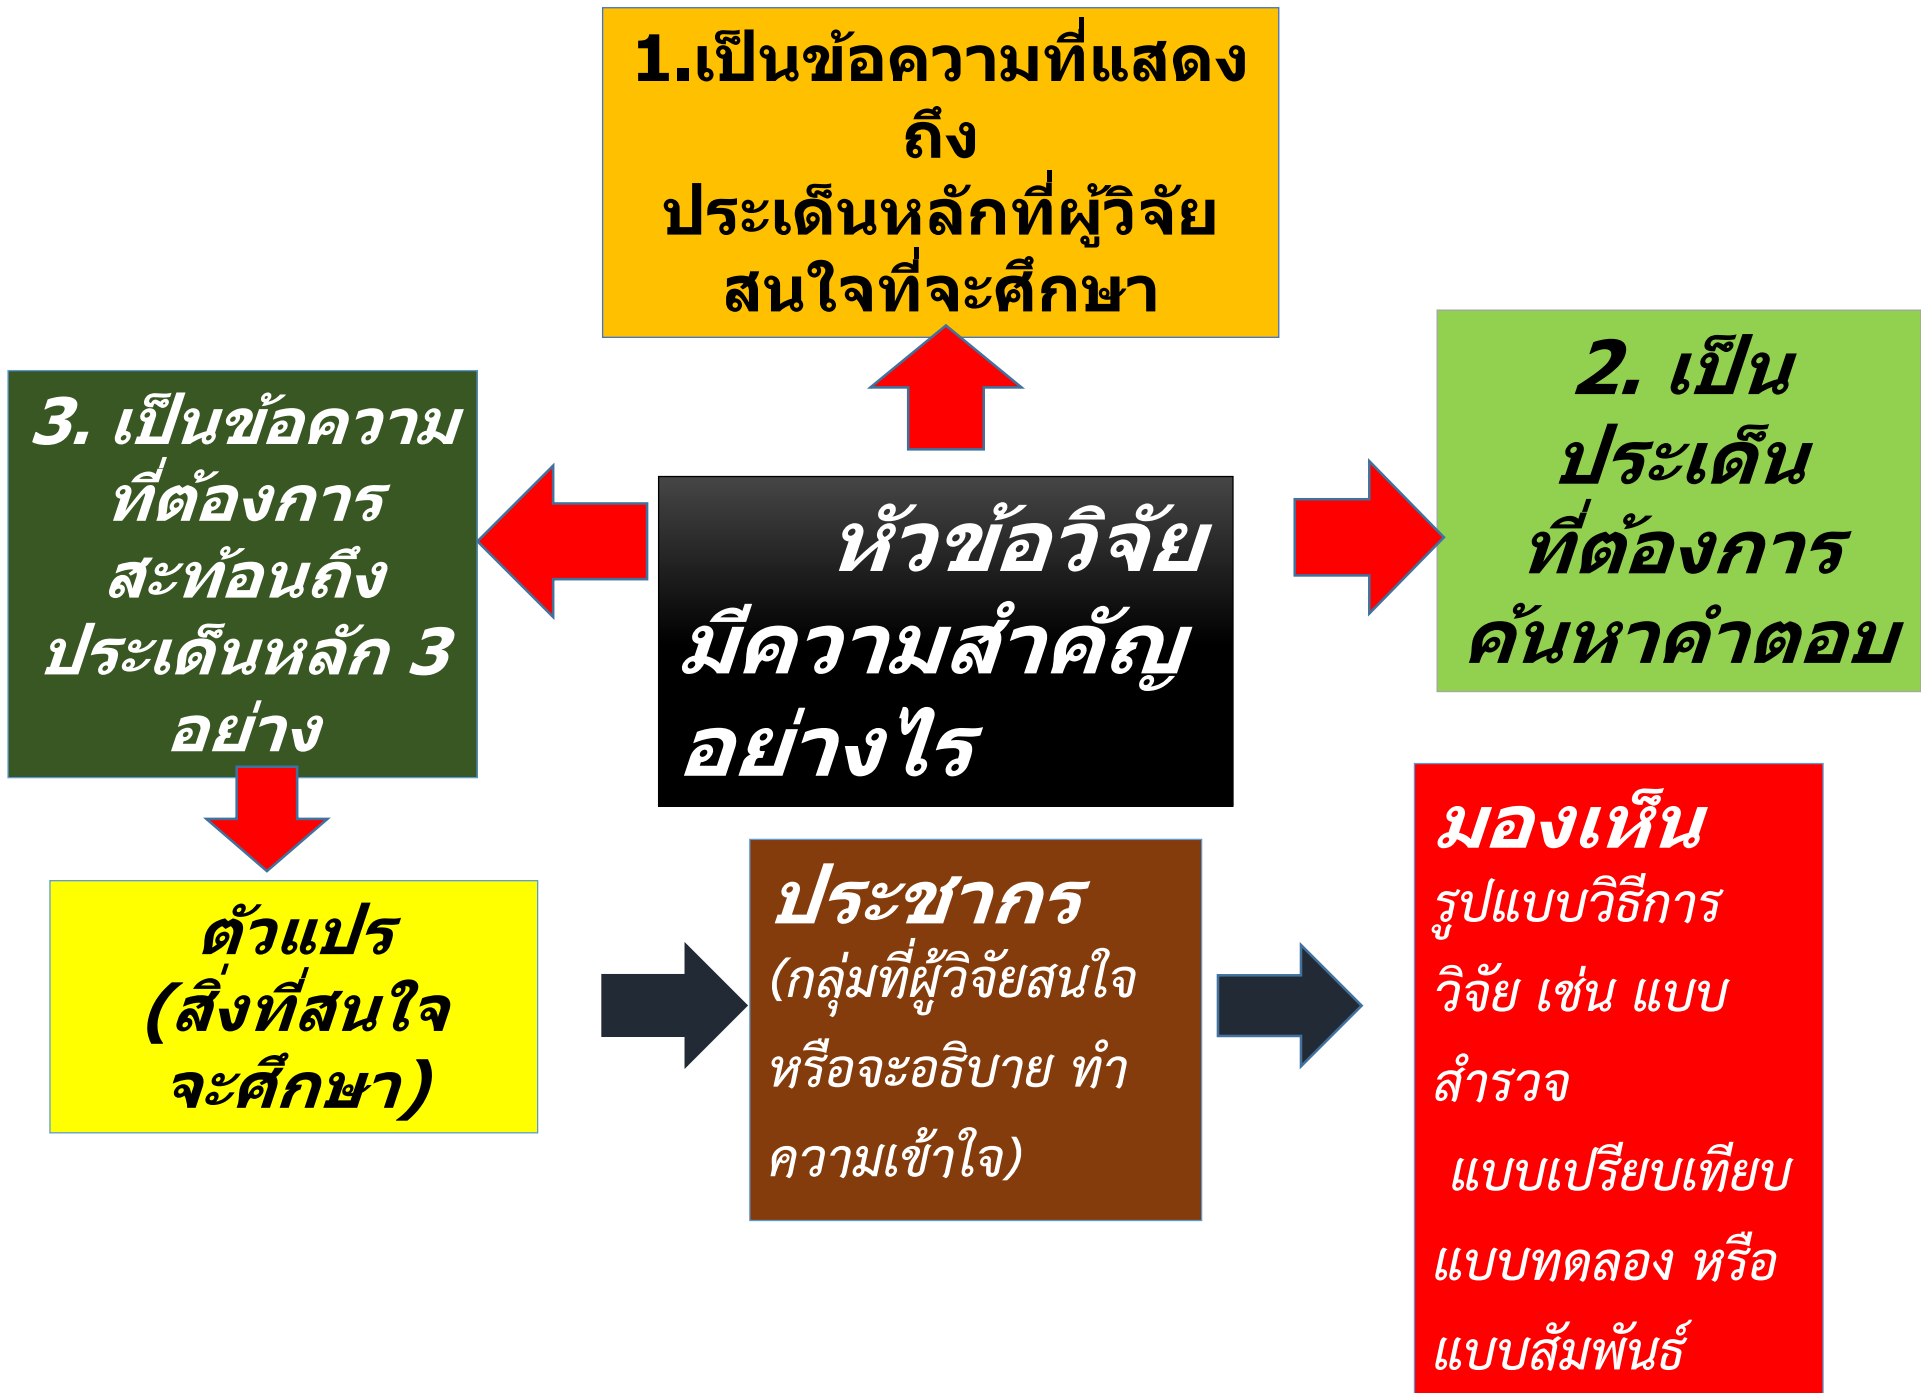 1.เป็นข้อความที่แสดง
ถึง
ประเด็นหลักที่ผู้วิจัย
สนใจที่จะศึกษา
2. เป็น
ประเด็น
ที่ต้องการ
ค้นหาคำตอบ
3. เป็นข้อความ
ที่ต้องการ
สะท้อนถึง
ประเด็นหลัก 3
อย่าง
หัวข้อวิจัย
มีความสำคัญ
อย่างไร
ตัวแปร
(สิ่งที่สนใจ
จะศึกษา)
ประชากร
(กลุ่มที่ผู้วิจัยสนใจ
หรือจะอธิบาย ทำ
ความเข้าใจ)
มองเห็น
รูปแบบวิธีการ
วิจัย เช่น แบบ
สำรวจ
แบบเปรียบเทียบ
แบบทดลอง หรือ
แบบสัมพันธ์